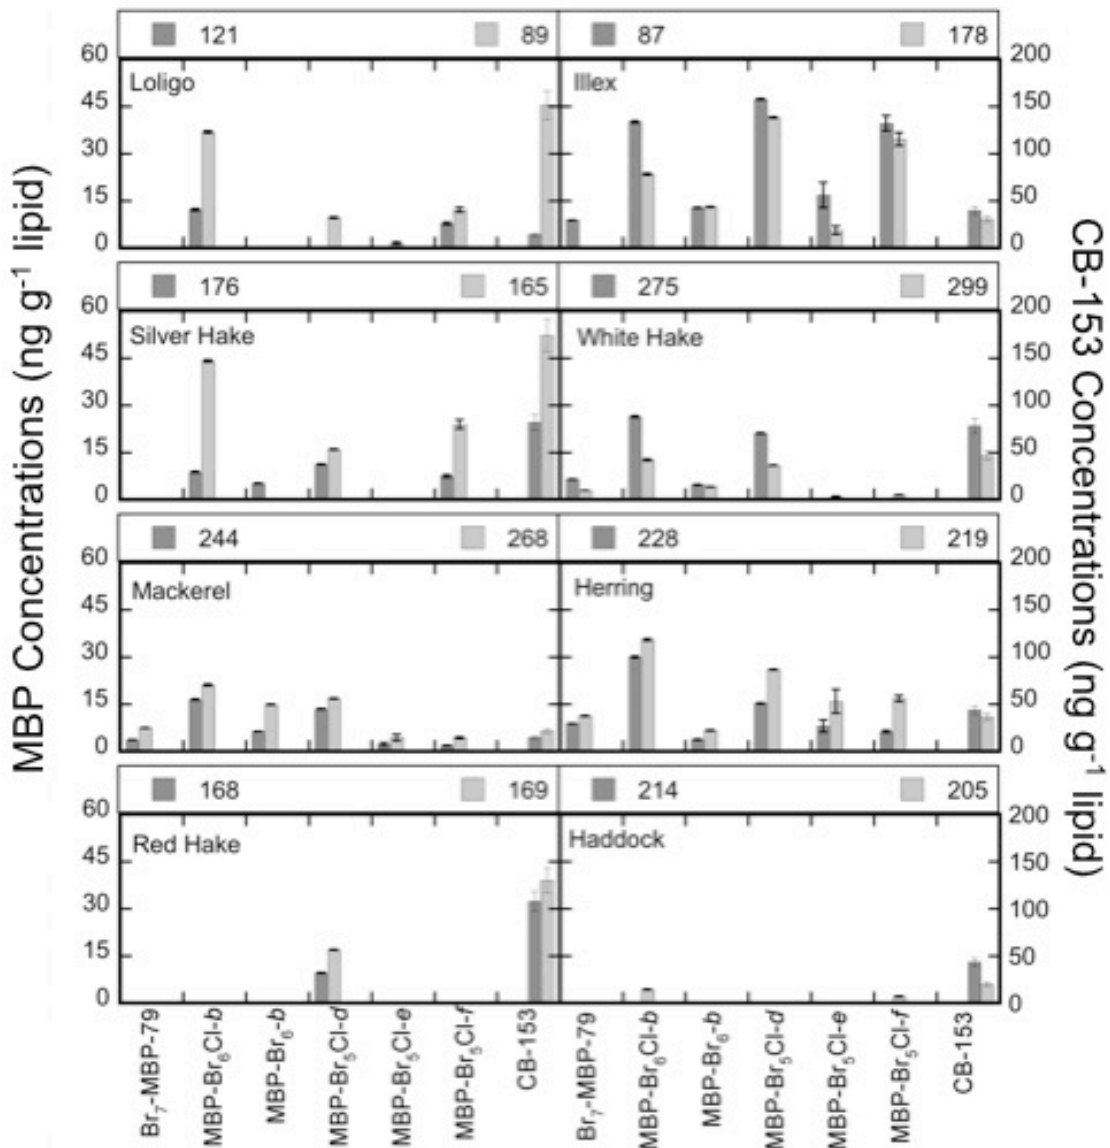 121 89 87 178
60 200
Loligo Illex
45 150
30 100
15 50
0 0
176 165 275 299
60 200
Silver Hake White Hake
45 150
30 100
15 50
0 0
244 268 228 219
60 200
Mackerel Herring
45 150
30 100
15 50
0 0
168 169 214 205
60 200
Red Hake Haddock
45 150
30 100
15 50
0 0
Br₇-MBP-79
MBP-Br₆Cl-b
MBP-Br₆-b
MBP-Br₅Cl-d
MBP-Br₅Cl-e
MBP-Br₅Cl-f
CB-153
Br₇-MBP-79
MBP-Br₆Cl-b
MBP-Br₆-b
MBP-Br₅Cl-d
MBP-Br₅Cl-e
MBP-Br₅Cl-f
CB-153
MBP Concentrations (ng g⁻¹ lipid)
CB-153 Concentrations (ng g⁻¹ lipid)